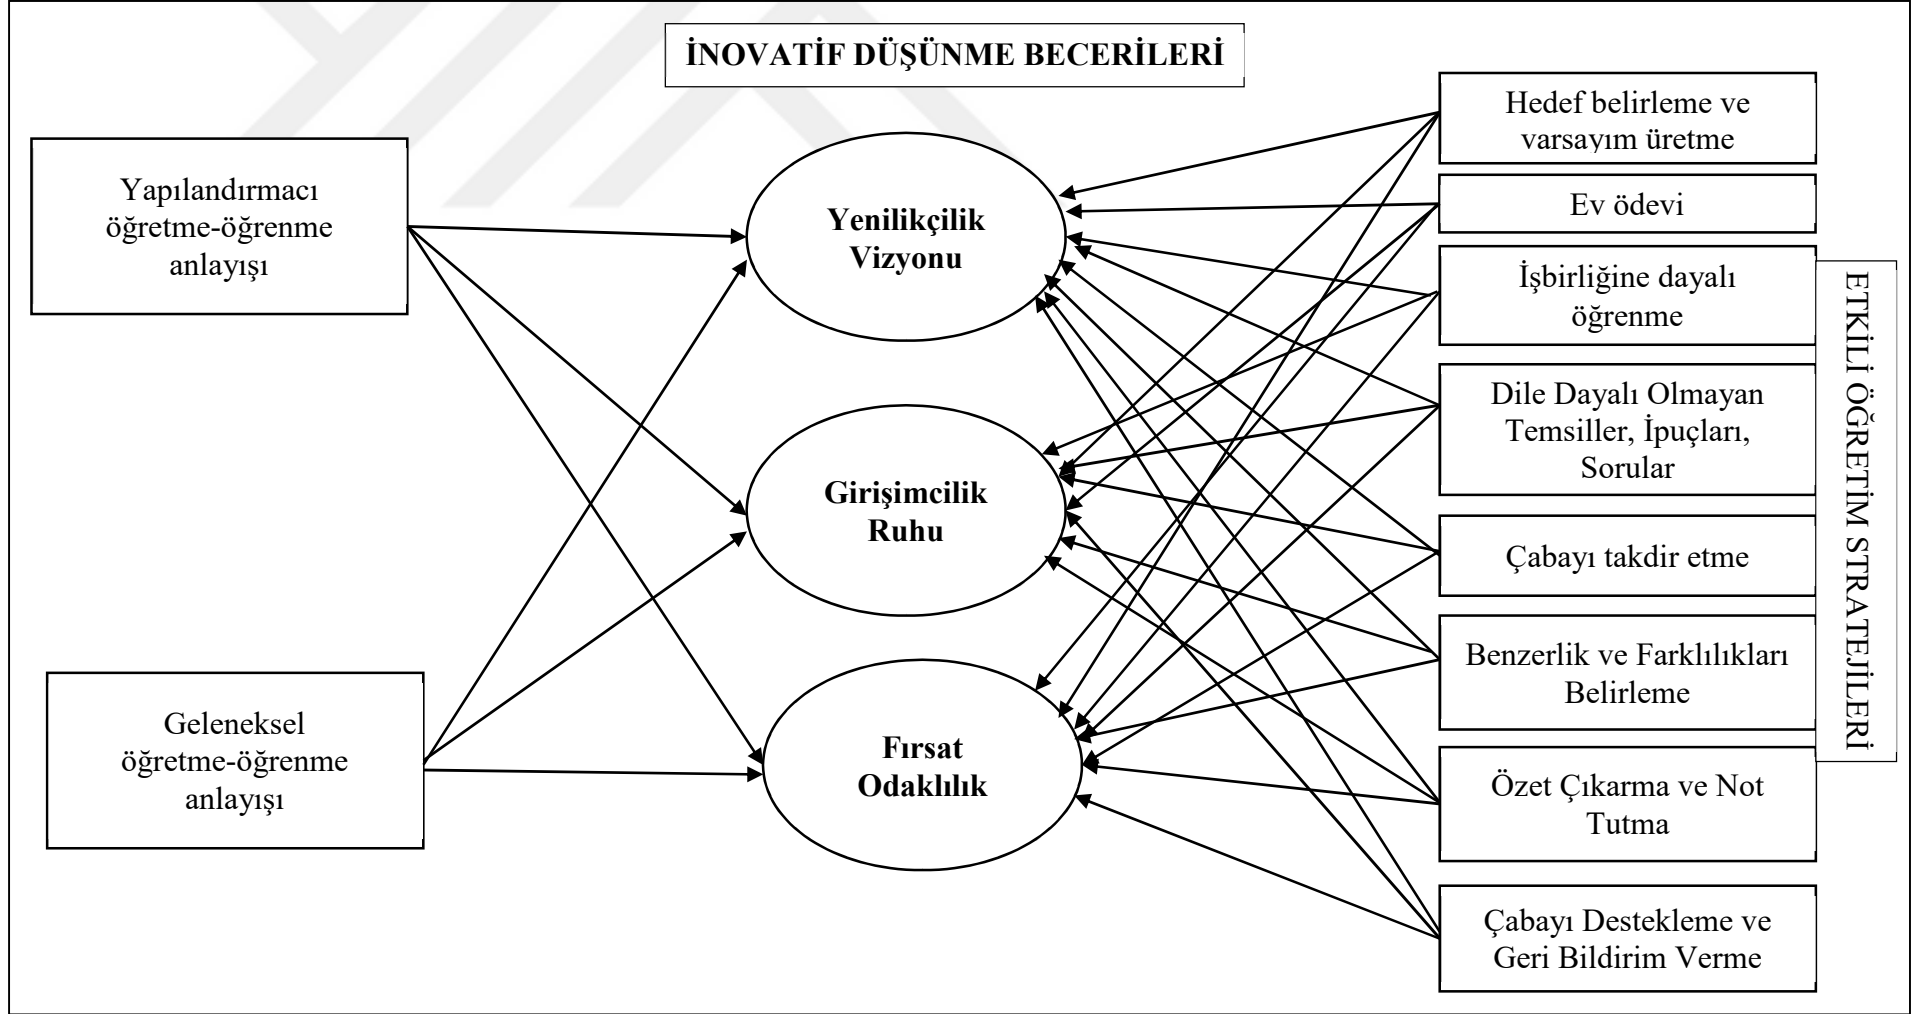 İNOVATİF DÜŞÜNME BECERİLERİ
Yapılandırmacı
öğretme-öğrenme
anlayışı
Geleneksel
öğretme-öğrenme
anlayışı
Yenilikçilik
Vizyonu
Girişimcilik
Ruhu
Fırsat
Odaklılık
Hedef belirleme ve
varsayım üretme
Ev ödevi
İşbirliğine dayalı
öğrenme
Dile Dayalı Olmayan
Temsiller, İpuçları,
Sorular
Çabayı takdir etme
Benzerlik ve Farklılıkları
Belirleme
Özet Çıkarma ve Not
Tutma
Çabayı Destekleme ve
Geri Bildirim Verme
ETKİLİ ÖĞRETİM STRATEJİLERİ